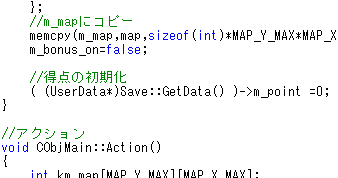 };
//m_mapにコピー
memcpy(m_map,map,sizeof(int)*MAP_Y_MAX*MAP_X
m_bonus_on=false;
//得点の初期化
( (UserData*)Save::GetData() )->m_point =0;
}
//アクション
void CObjMain::Action()
{
int km_map[MAP_Y_MAX][MAP_X_MAX];